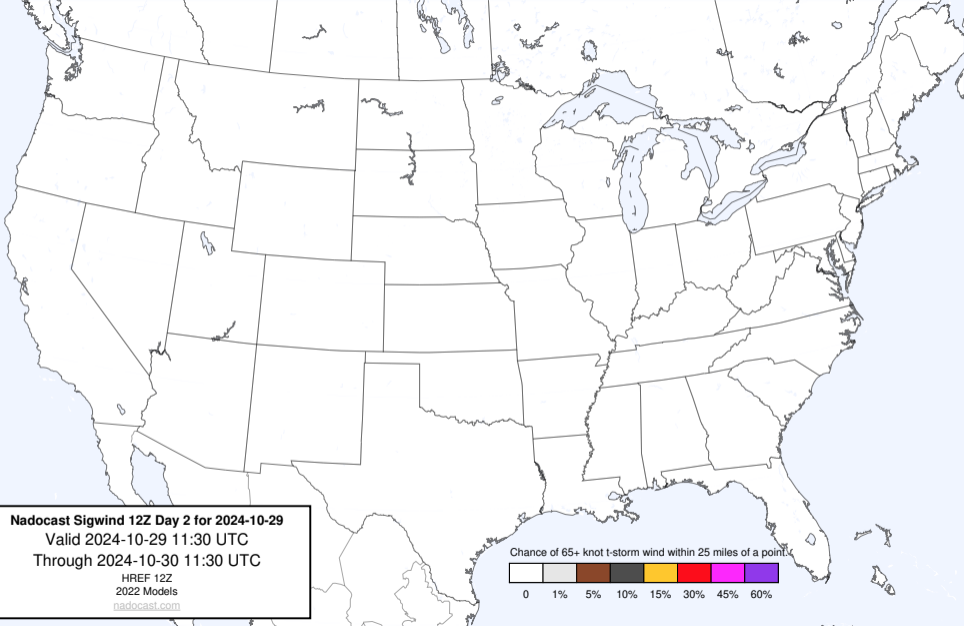 Nadocast Sigwind 12Z Day 2 for 2024-10-29
Valid 2024-10-29 11:30 UTC
Through 2024-10-30 11:30 UTC
HREF 12Z
2022 Models
nadocast.com
Chance of 65+ knot t-storm wind within 25 miles of a point.
0 1% 5% 10% 15% 30% 45% 60%